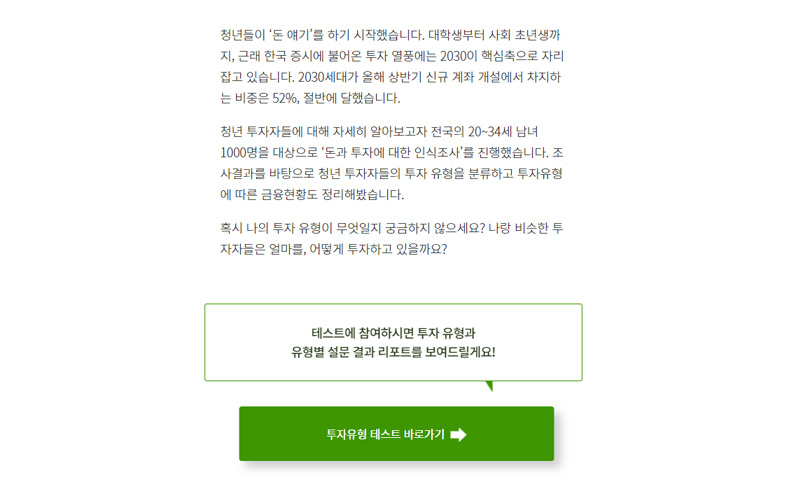 청년들이 ‘돈 얘기’를 하기 시작했습니다. 대학생부터 사회 초년생까
지, 근래 한국 증시에 불어온 투자 열풍에는 2030이 핵심축으로 자리
잡고 있습니다. 2030세대가 올해 상반기 신규 계좌 개설에서 차지하
는 비중은 52%, 절반에 달했습니다.
청년 투자자들에 대해 자세히 알아보고자 전국의 20~34세 남녀
1000명을 대상으로 ‘돈과 투자에 대한 인식조사’를 진행했습니다. 조
사결과를 바탕으로 청년 투자자들의 투자 유형을 분류하고 투자유형
에 따른 금융현황도 정리해봤습니다.
혹시 나의 투자 유형이 무엇일지 궁금하지 않으세요? 나랑 비슷한 투
자자들은 얼마를, 어떻게 투자하고 있을까요?
테스트에 참여하시면 투자 유형과
유형별 설문 결과 리포트를 보여드릴게요!
투자유형 테스트 바로가기